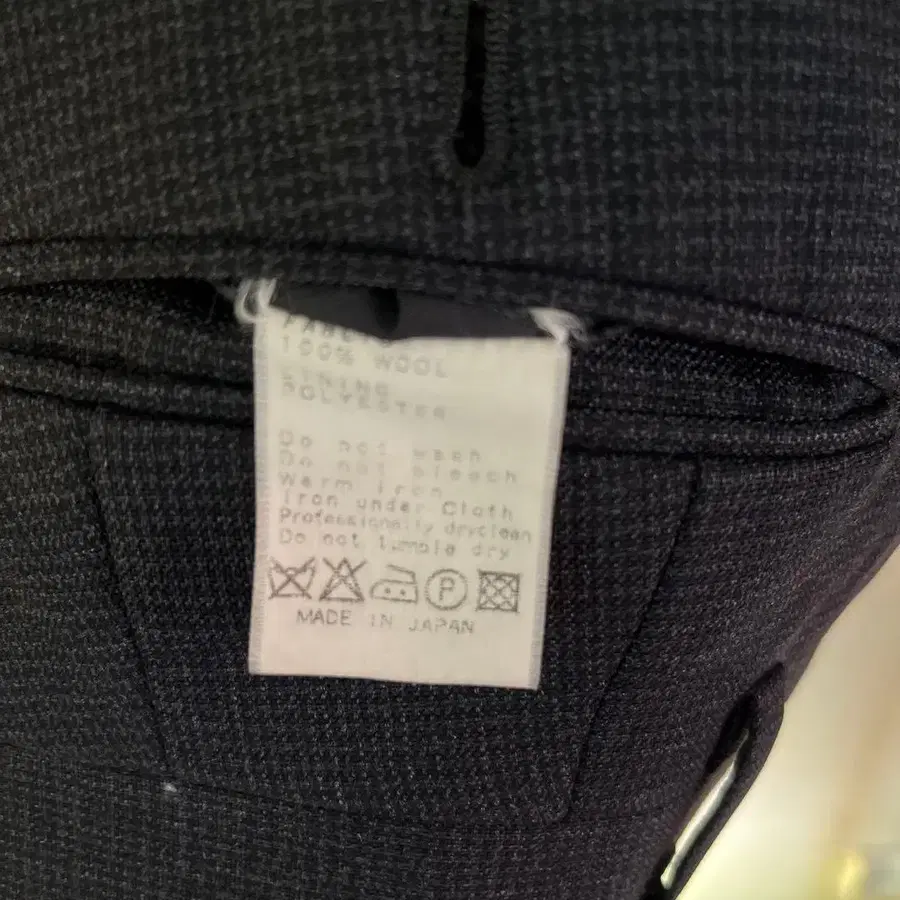 100% WOOL
LINING
POLYESTER
Do not wash
Do not bleach
Warm iron
Iron under Cloth
Professionally dryclean
Do not tumble dry
P
MADE IN JAPAN